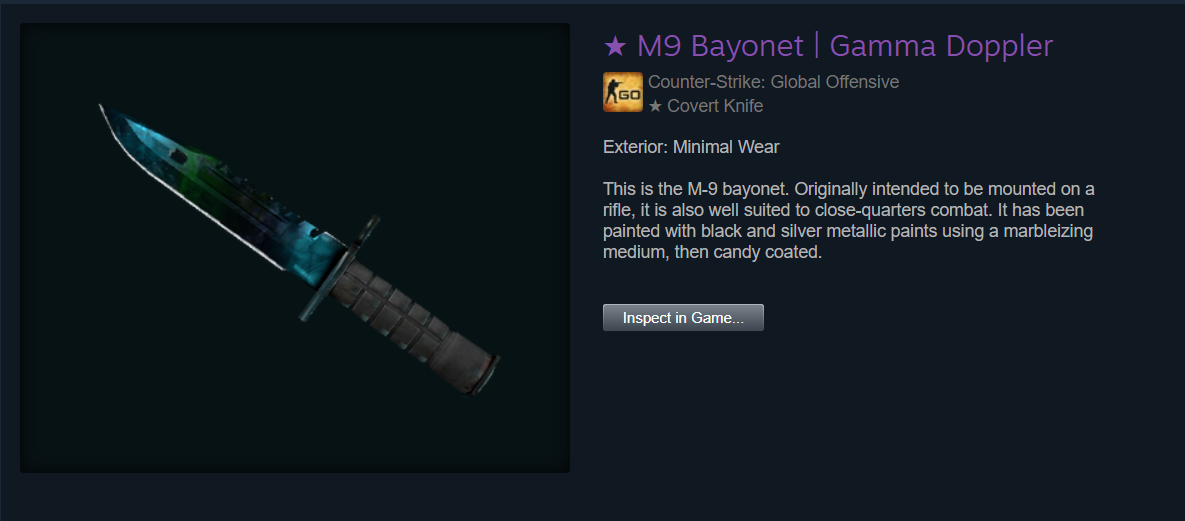 ★ M9 Bayonet | Gamma Doppler
GO
Counter-Strike: Global Offensive
★ Covert Knife
Exterior: Minimal Wear
This is the M-9 bayonet. Originally intended to be mounted on a
rifle, it is also well suited to close-quarters combat. It has been
painted with black and silver metallic paints using a marbleizing
medium, then candy coated.
Inspect in Game...